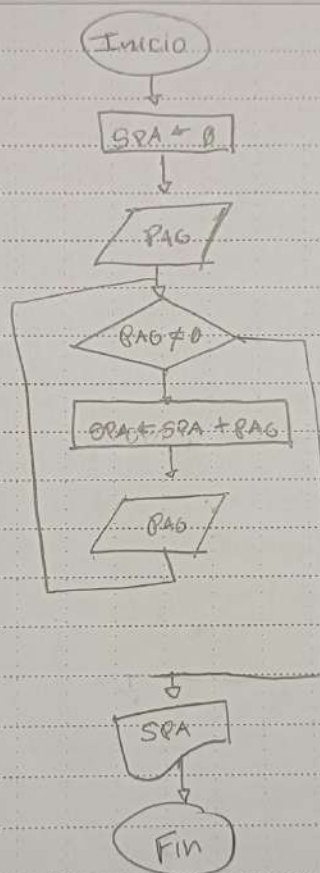 Inicio
SPA ← 0
PAG
PAG ≠ 0
SPA ← SPA + PAG
PAG
SPA
Fin